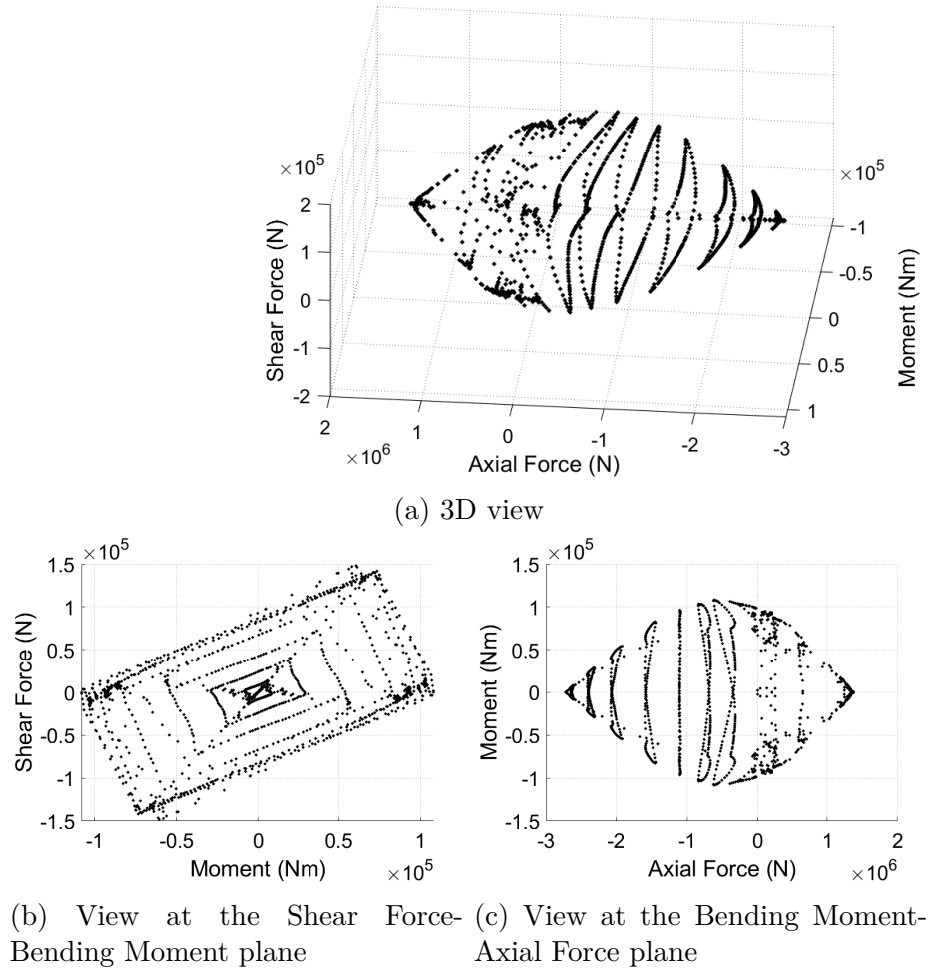 ×10^5
2
1
0
-1
-2
Shear Force (N)
2
1
0
-1
-2
-3
×10^6
Axial Force (N)
×10^5
-1
-0.5
0
0.5
1
Moment (Nm)
(a) 3D view
×10^5
1.5
1
0.5
0
-0.5
-1
-1.5
Shear Force (N)
-1 -0.5 0 0.5 1
Moment (Nm)
×10^5
×10^5
1.5
1
0.5
0
-0.5
-1
-1.5
Moment (Nm)
-3 -2 -1 0 1 2
Axial Force (N)
×10^6
(b) View at the Shear Force-
Bending Moment plane
(c) View at the Bending Moment-
Axial Force plane